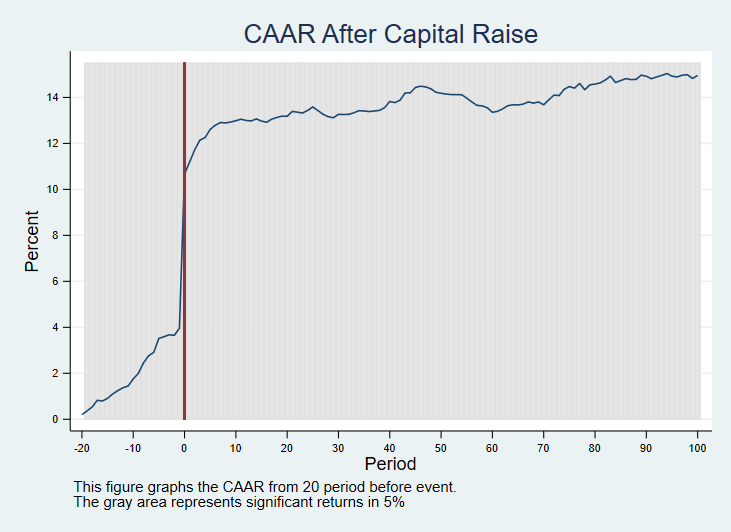 CAAR After Capital Raise
Percent
14
12
10
8
6
4
2
0
-20 -10 0 10 20 30 40 50 60 70 80 90 100
Period
This figure graphs the CAAR from 20 period before event.
The gray area represents significant returns in 5%